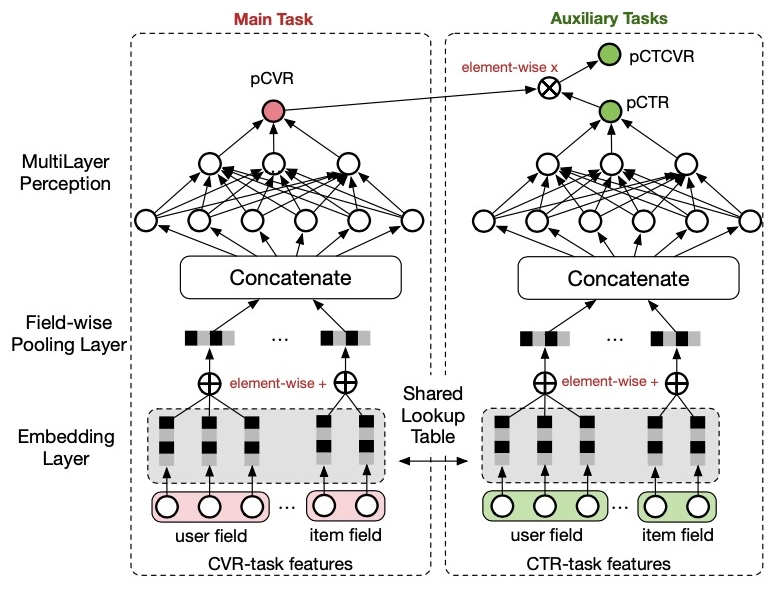 Main Task
Auxiliary Tasks
pCTCVR
element-wise x
pCVR
pCTR
MultiLayer
Perception
Concatenate
Concatenate
Field-wise
Pooling Layer
...
...
element-wise +
element-wise +
Shared
Lookup
Table
Embedding
Layer
...
...
user field
item field
user field
item field
CVR-task features
CTR-task features